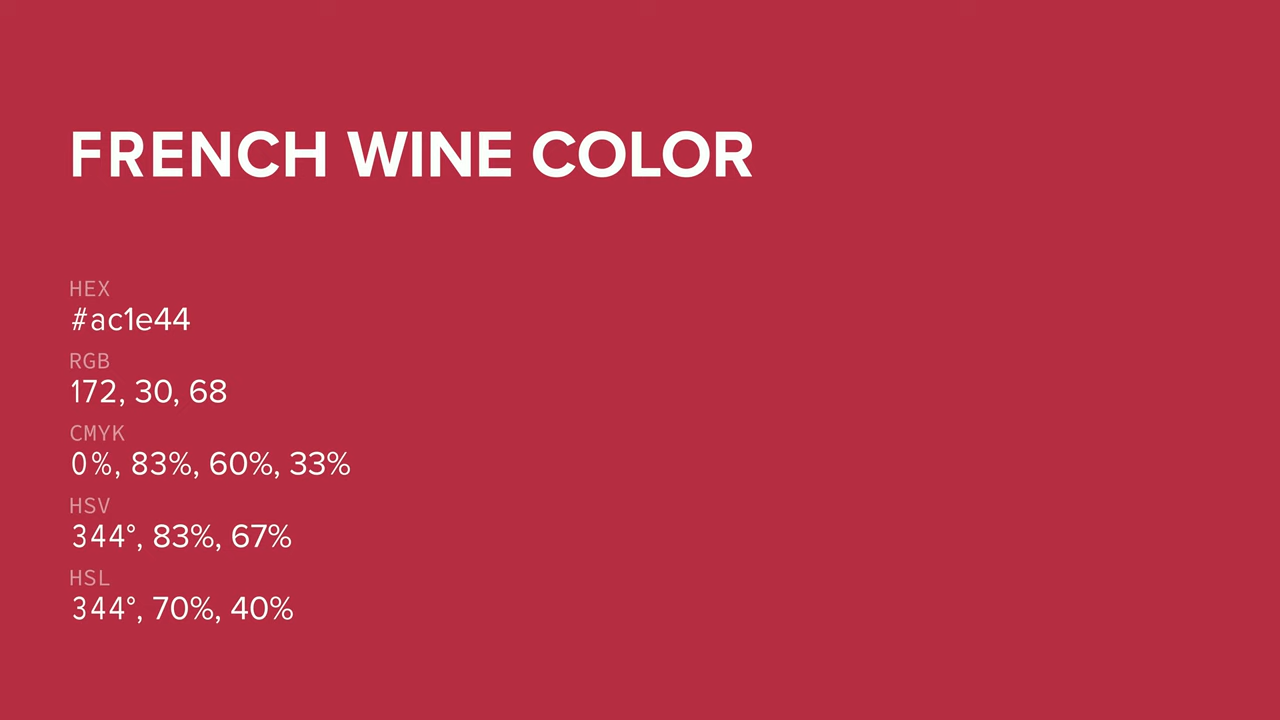 FRENCH WINE COLOR
HEX
#ac1e44
RGB
172, 30, 68
CMYK
0%, 83%, 60%, 33%
HSV
344°, 83%, 67%
HSL
344°, 70%, 40%